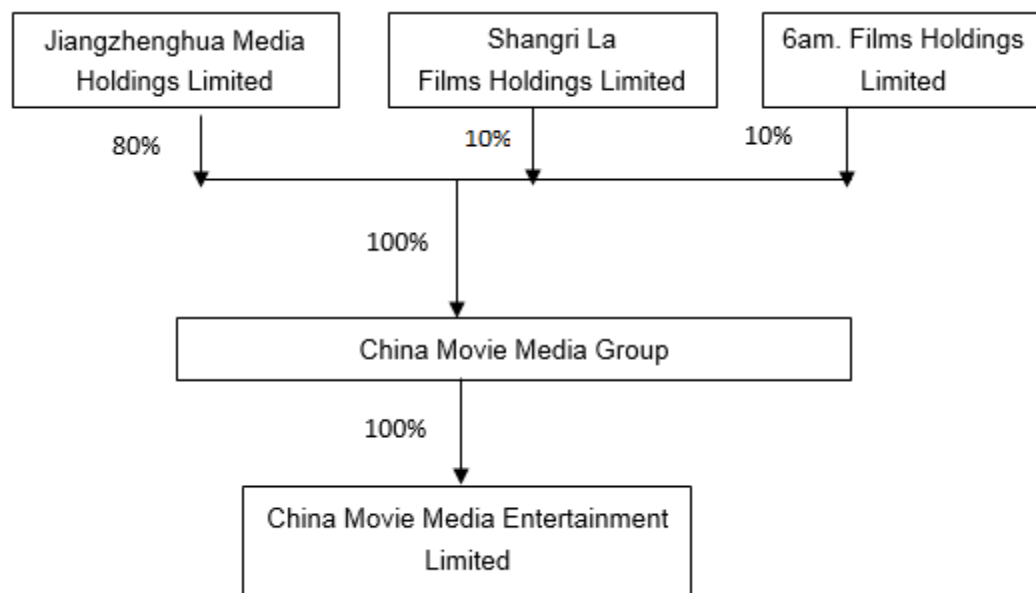 Jiangzhenghua Media
Holdings Limited
Shangri La
Films Holdings Limited
6am. Films Holdings
Limited
80%
10%
10%
100%
China Movie Media Group
100%
China Movie Media Entertainment
Limited